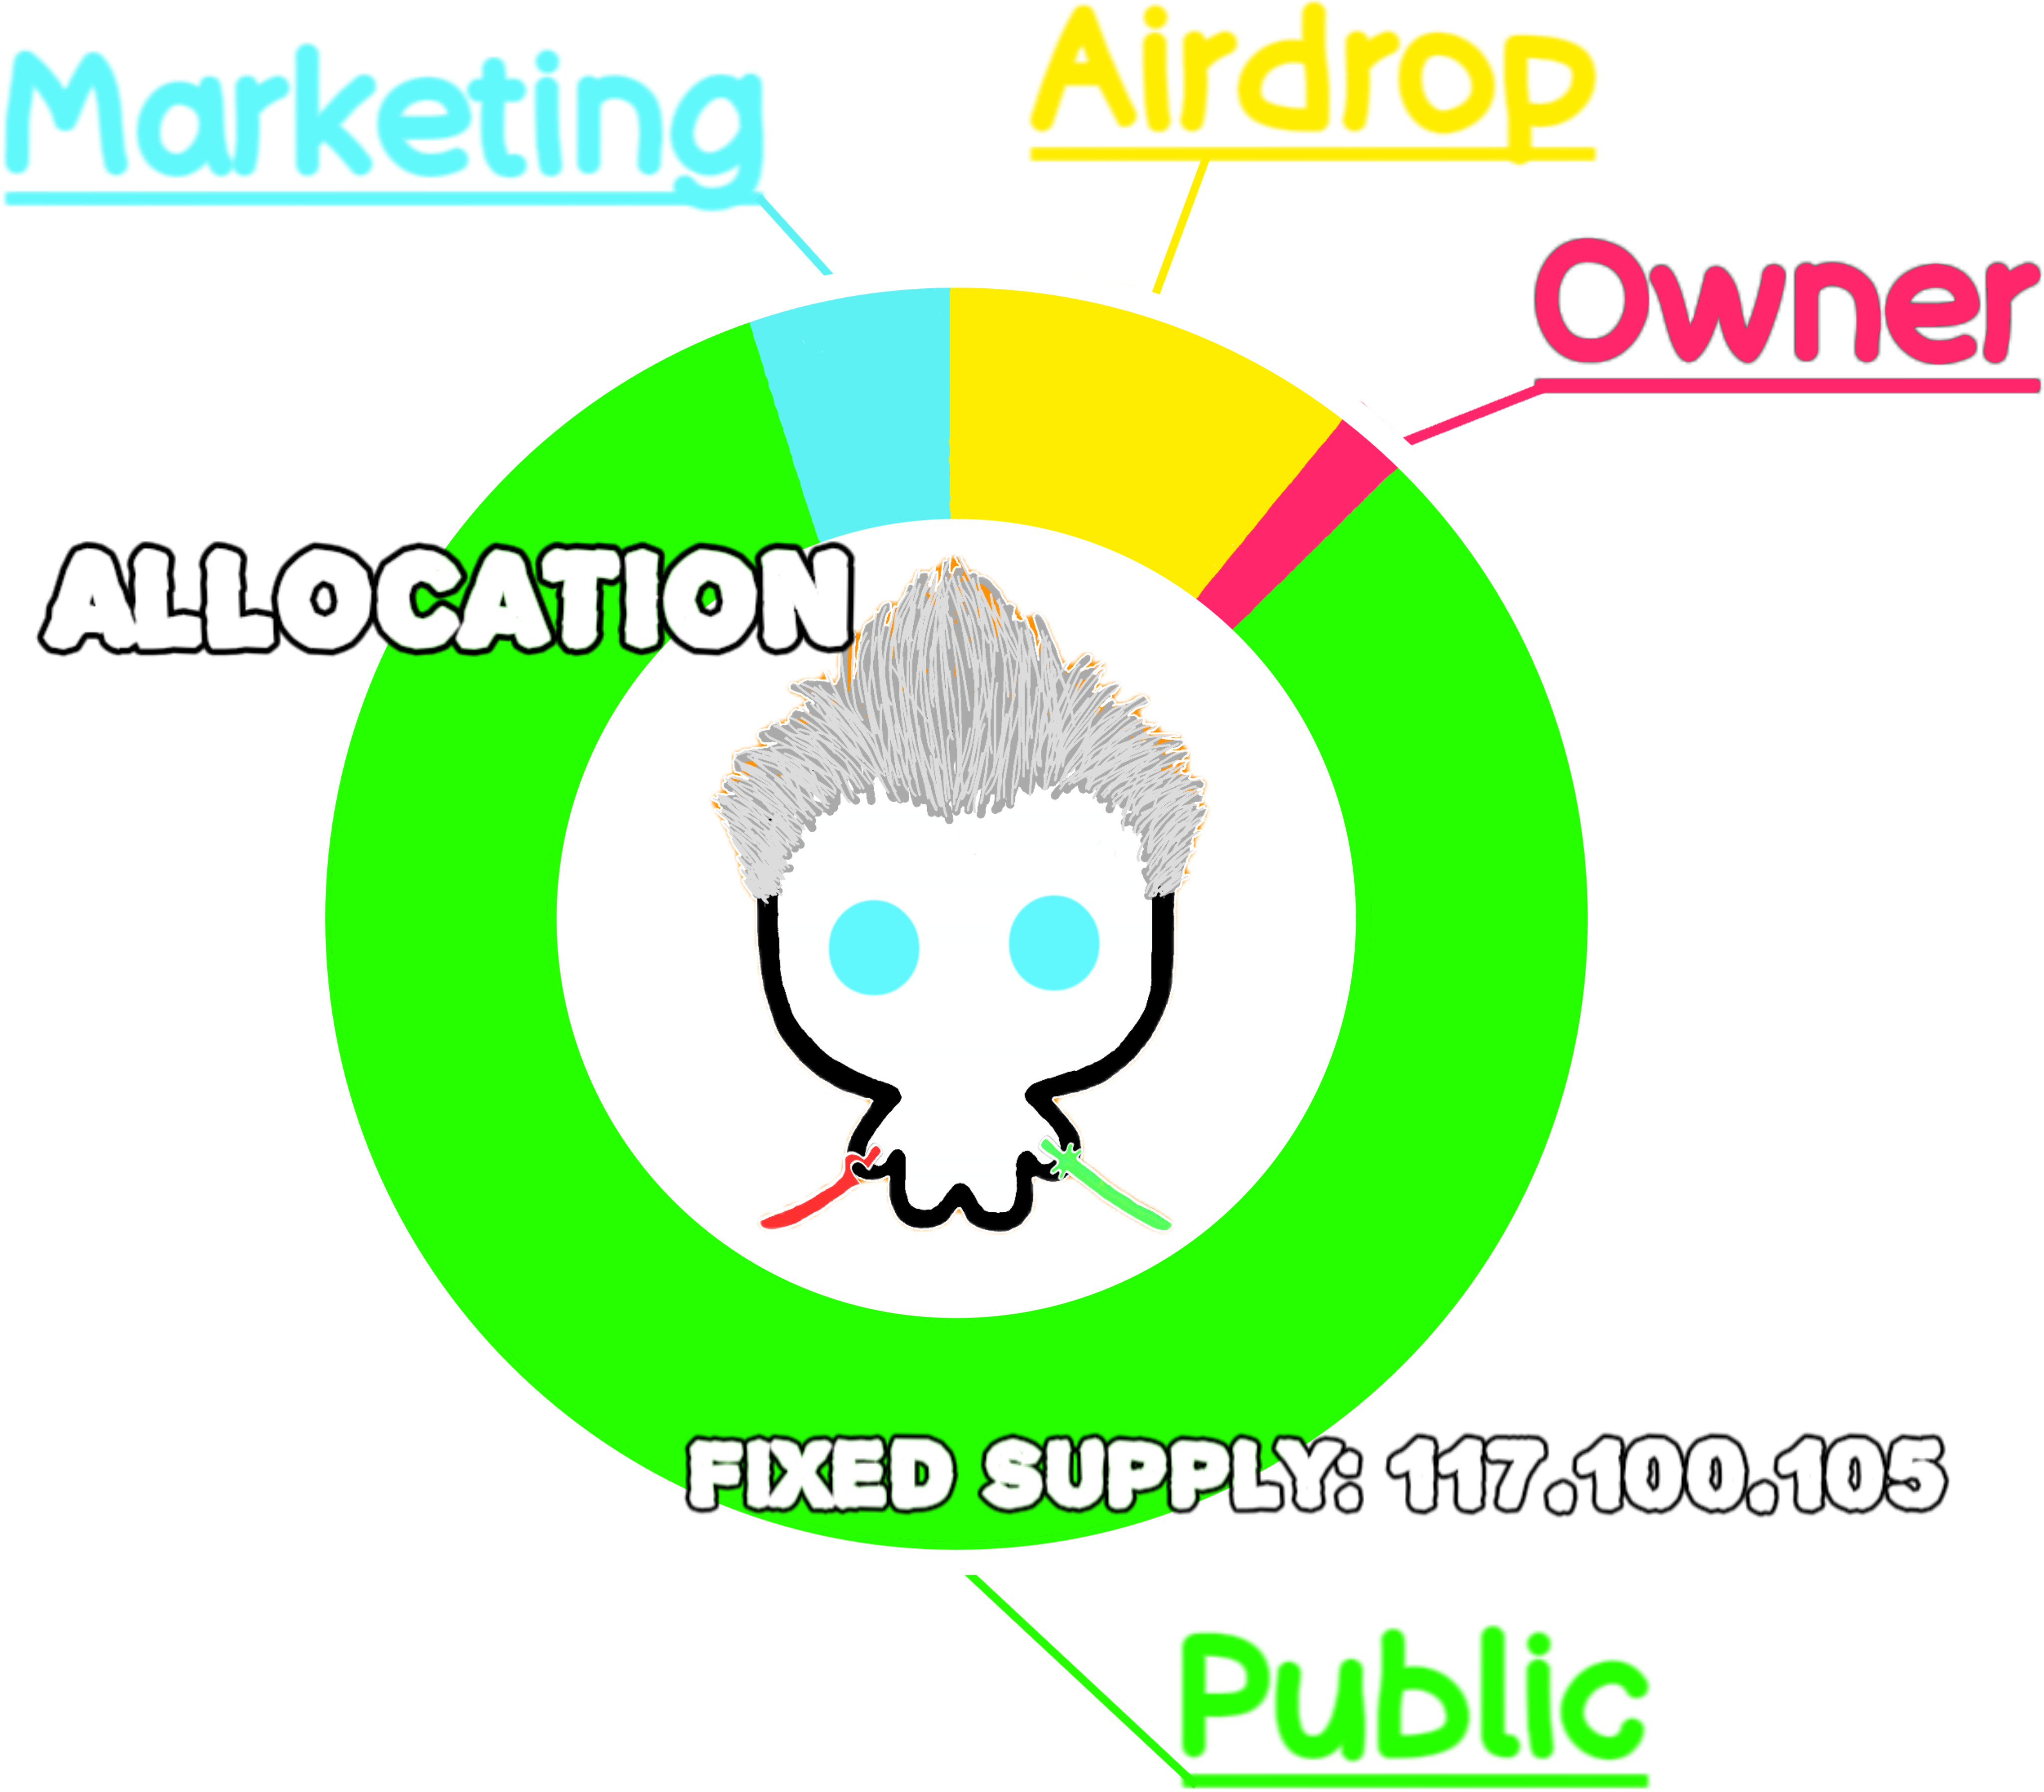 Marketing
Airdrop
Owner
ALLOCATION
FIXED SUPPLY: 117.100.105
Public